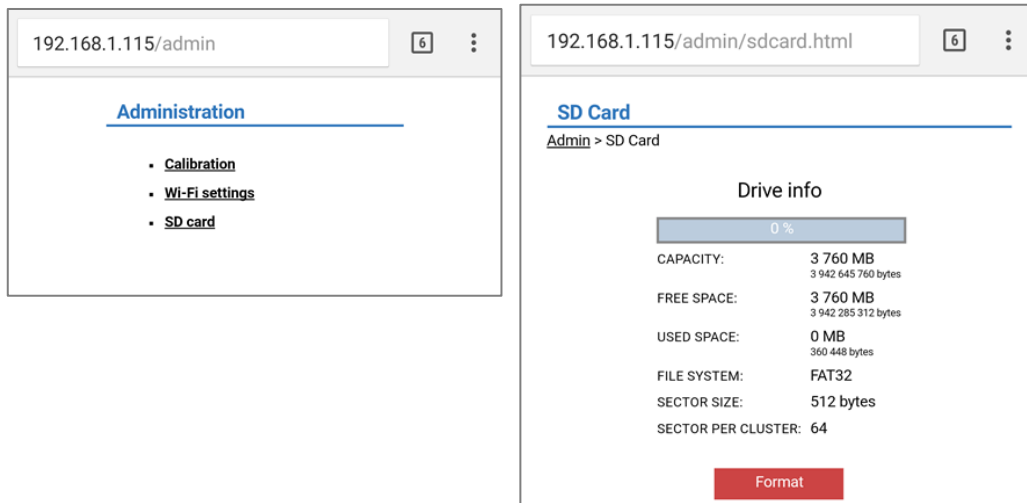 192.168.1.115/admin
6
Administration
Calibration
Wi-Fi settings
SD card
192.168.1.115/admin/sdcard.html
6
SD Card
Admin > SD Card
Drive info
0 %
CAPACITY: 3 760 MB
3 942 645 760 bytes
FREE SPACE: 3 760 MB
3 942 285 312 bytes
USED SPACE: 0 MB
360 448 bytes
FILE SYSTEM: FAT32
SECTOR SIZE: 512 bytes
SECTOR PER CLUSTER: 64
Format